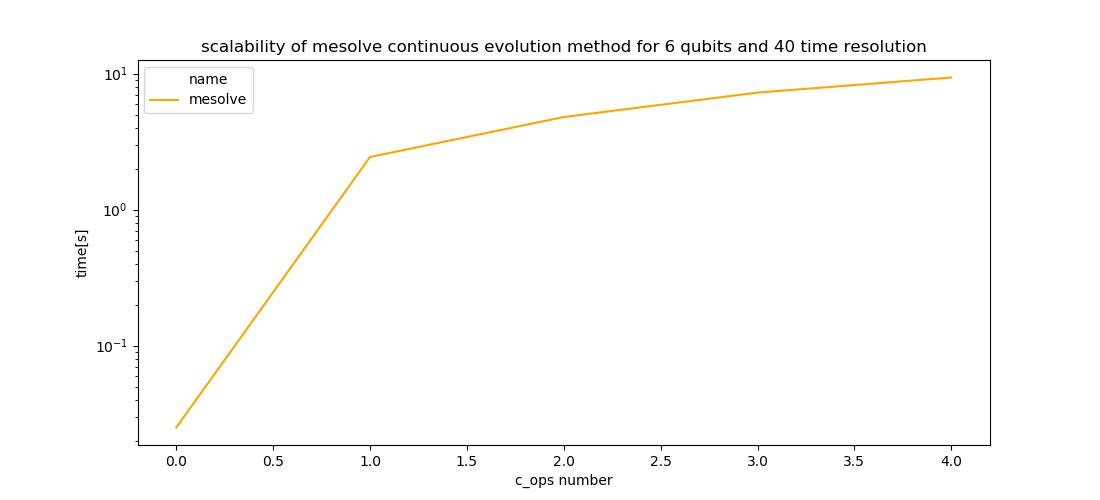 scalability of mesolve continuous evolution method for 6 qubits and 40 time resolution
name
mesolve
10¹
10⁰
10⁻¹
time[s]
0.0 0.5 1.0 1.5 2.0 2.5 3.0 3.5 4.0
c_ops number